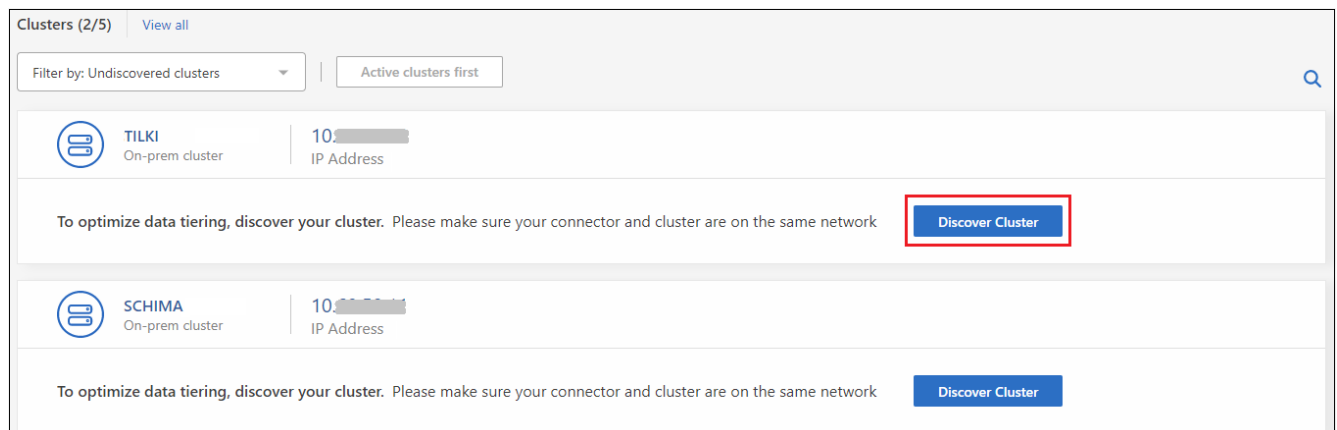 Clusters (2/5) View all
Filter by: Undiscovered clusters Active clusters first
TILKI 10.
On-prem cluster IP Address
To optimize data tiering, discover your cluster. Please make sure your connector and cluster are on the same network Discover Cluster
SCHIMA 10.
On-prem cluster IP Address
To optimize data tiering, discover your cluster. Please make sure your connector and cluster are on the same network Discover Cluster